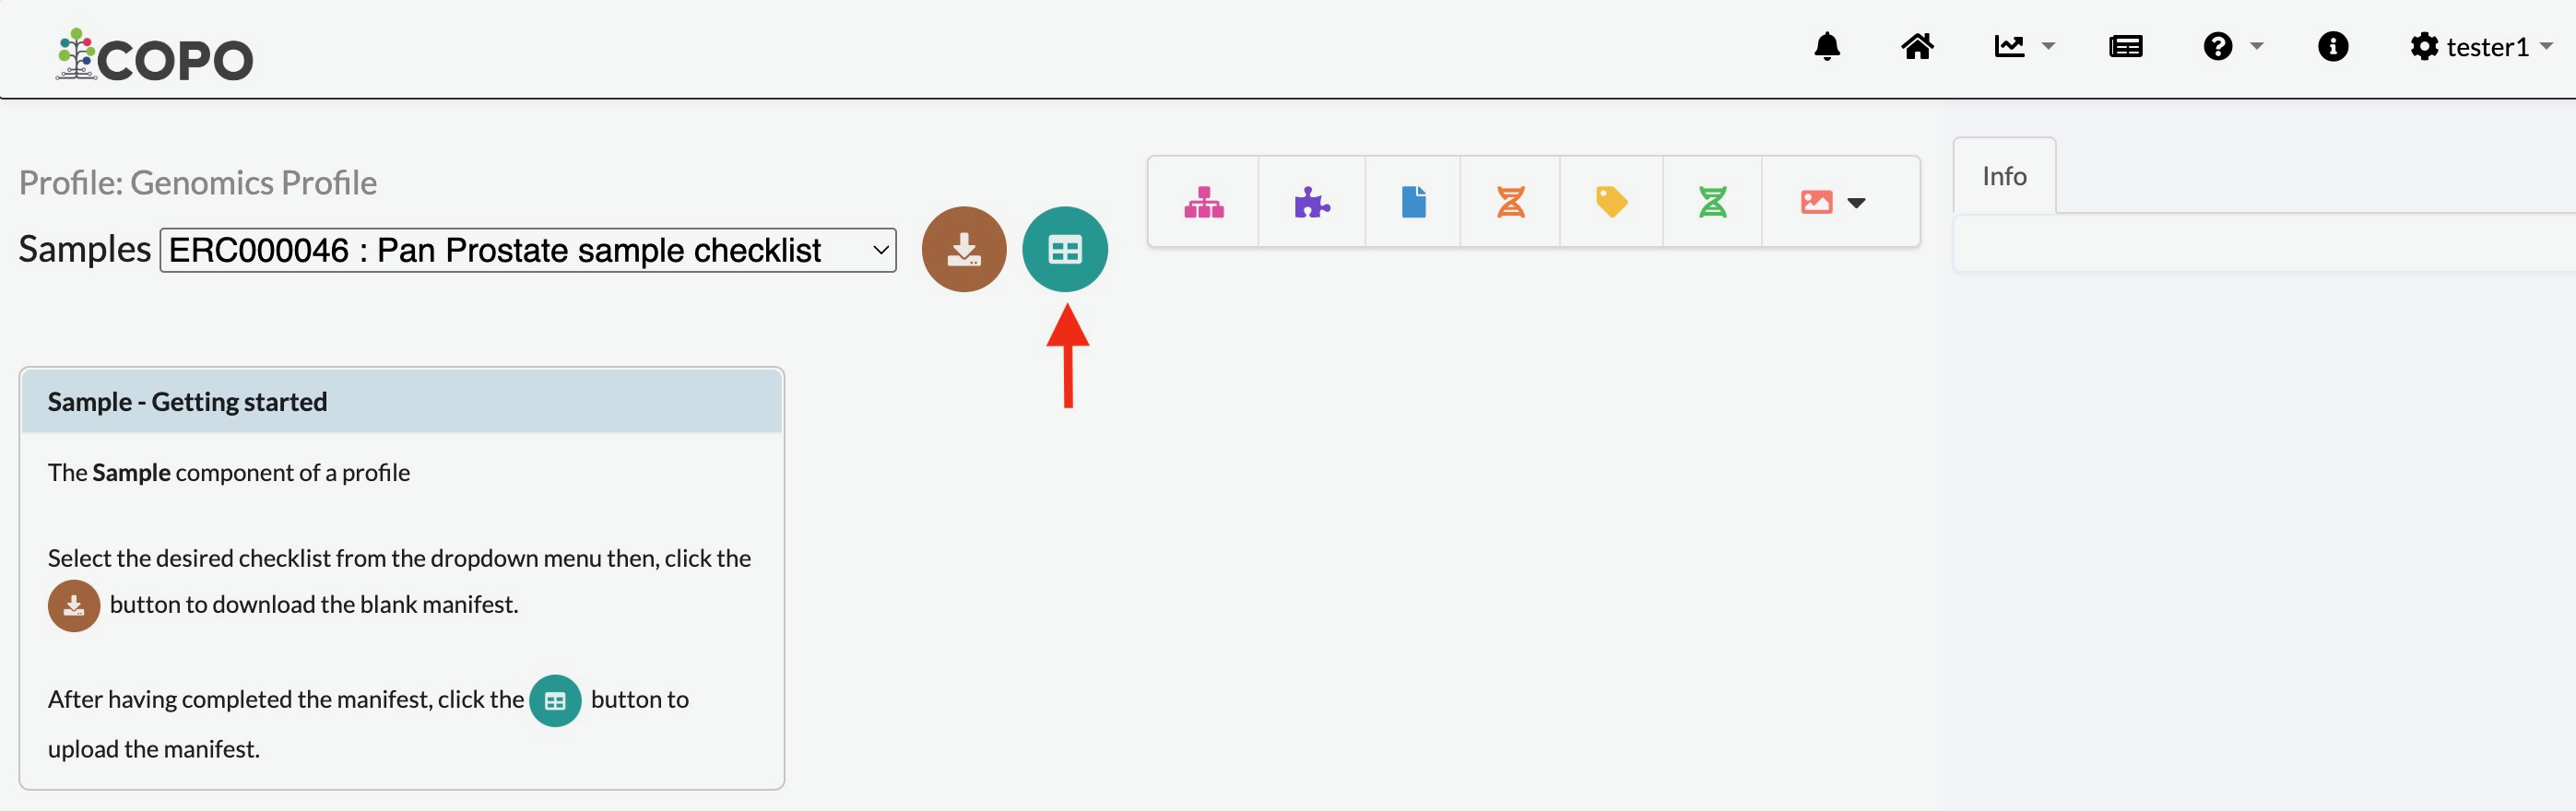 COPO
tester1
Profile: Genomics Profile
Info
Samples ERC000046 : Pan Prostate sample checklist
Sample - Getting started
The Sample component of a profile
Select the desired checklist from the dropdown menu then, click the
button to download the blank manifest.
After having completed the manifest, click the button to
upload the manifest.